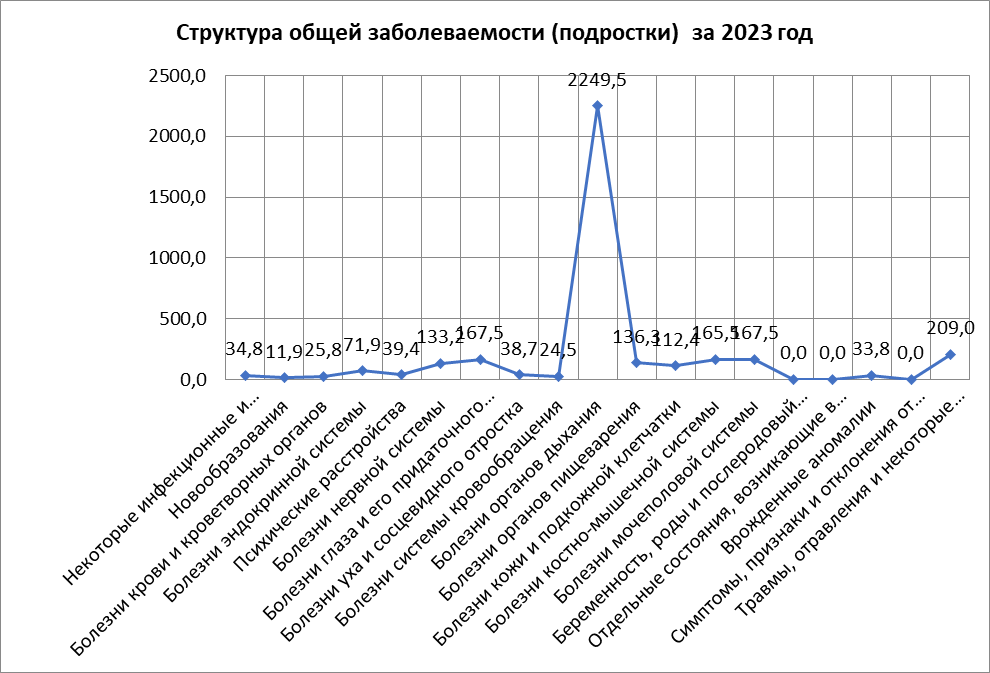 Структура общей заболеваемости (подростки) за 2023 год
2500,0
2000,0
1500,0
1000,0
500,0
0,0
34,8
11,9
25,8
71,9
39,4
133,2
167,5
38,7
24,5
2249,5
136,3
112,4
165,5
167,5
0,0
0,0
33,8
0,0
209,0
Некоторые инфекционные и…
Новообразования
Болезни крови и кроветворных органов
Болезни эндокринной системы
Психические расстройства
Болезни нервной системы
Болезни глаза и его придаточного…
Болезни уха и сосцевидного отростка
Болезни системы кровообращения
Болезни органов дыхания
Болезни органов пищеварения
Болезни кожи и подкожной клетчатки
Болезни костно-мышечной системы
Болезни мочеполовой системы
Беременность, роды и послеродовый…
Отдельные состояния, возникающие в…
Врожденные аномалии
Симптомы, признаки и отклонения от…
Травмы, отравления и некоторые…